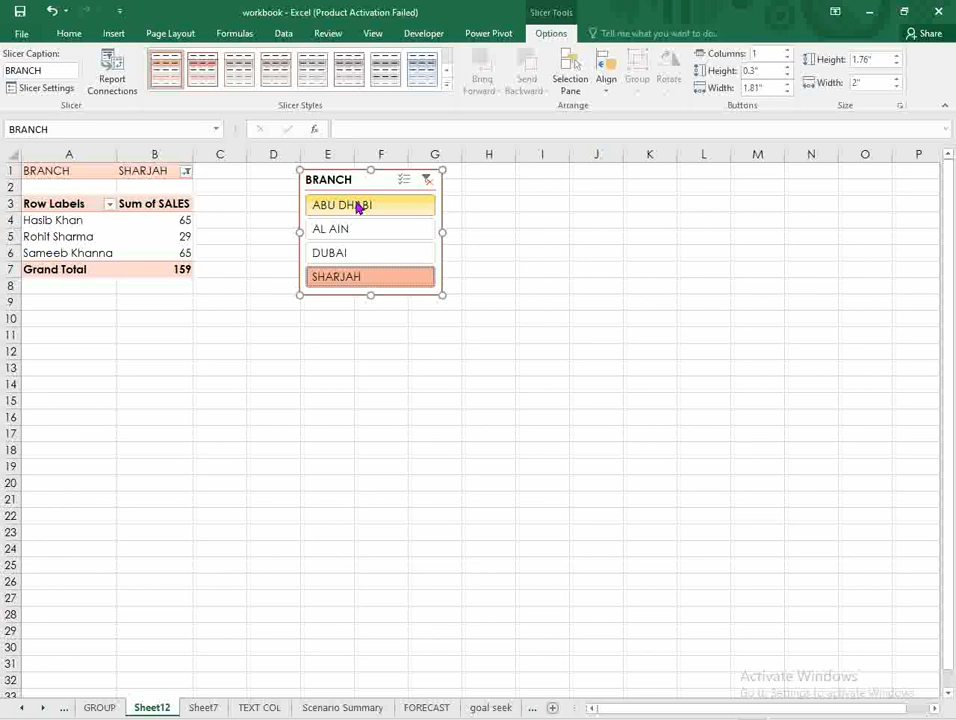 workbook - Excel (Product Activation Failed)
Slicer Tools
File Home Insert Page Layout Formulas Data Review View Developer Power Pivot Options Tell me what you want to do.. Share
Slicer Caption:
BRANCH
Slicer Settings
Slicer
Report Connections
Slicer Styles
Bring Forward
Send Backward
Selection Pane
Align
Group
Rotate
Arrange
Columns: 1
Height: 0.3"
Width: 1.81"
Buttons
Height: 1.76"
Width: 2"
Size
BRANCH
fx
A B C D E F G H I J K L M N O P
1 BRANCH SHARJAH
2
3 Row Labels Sum of SALES
4 Hasib Khan 65
5 Rohit Sharma 29
6 Sameeb Khanna 65
7 Grand Total 159
8
9
10
11
12
13
14
15
16
17
18
19
20
21
22
23
24
25
26
27
28
29
30
31
32
33
BRANCH
ABU DHABI
AL AIN
DUBAI
SHARJAH
Activate Windows
Go to Settings to activate Windows
... GROUP Sheet12 Sheet7 TEXT COL Scenario Summary FORECAST goal seek ...